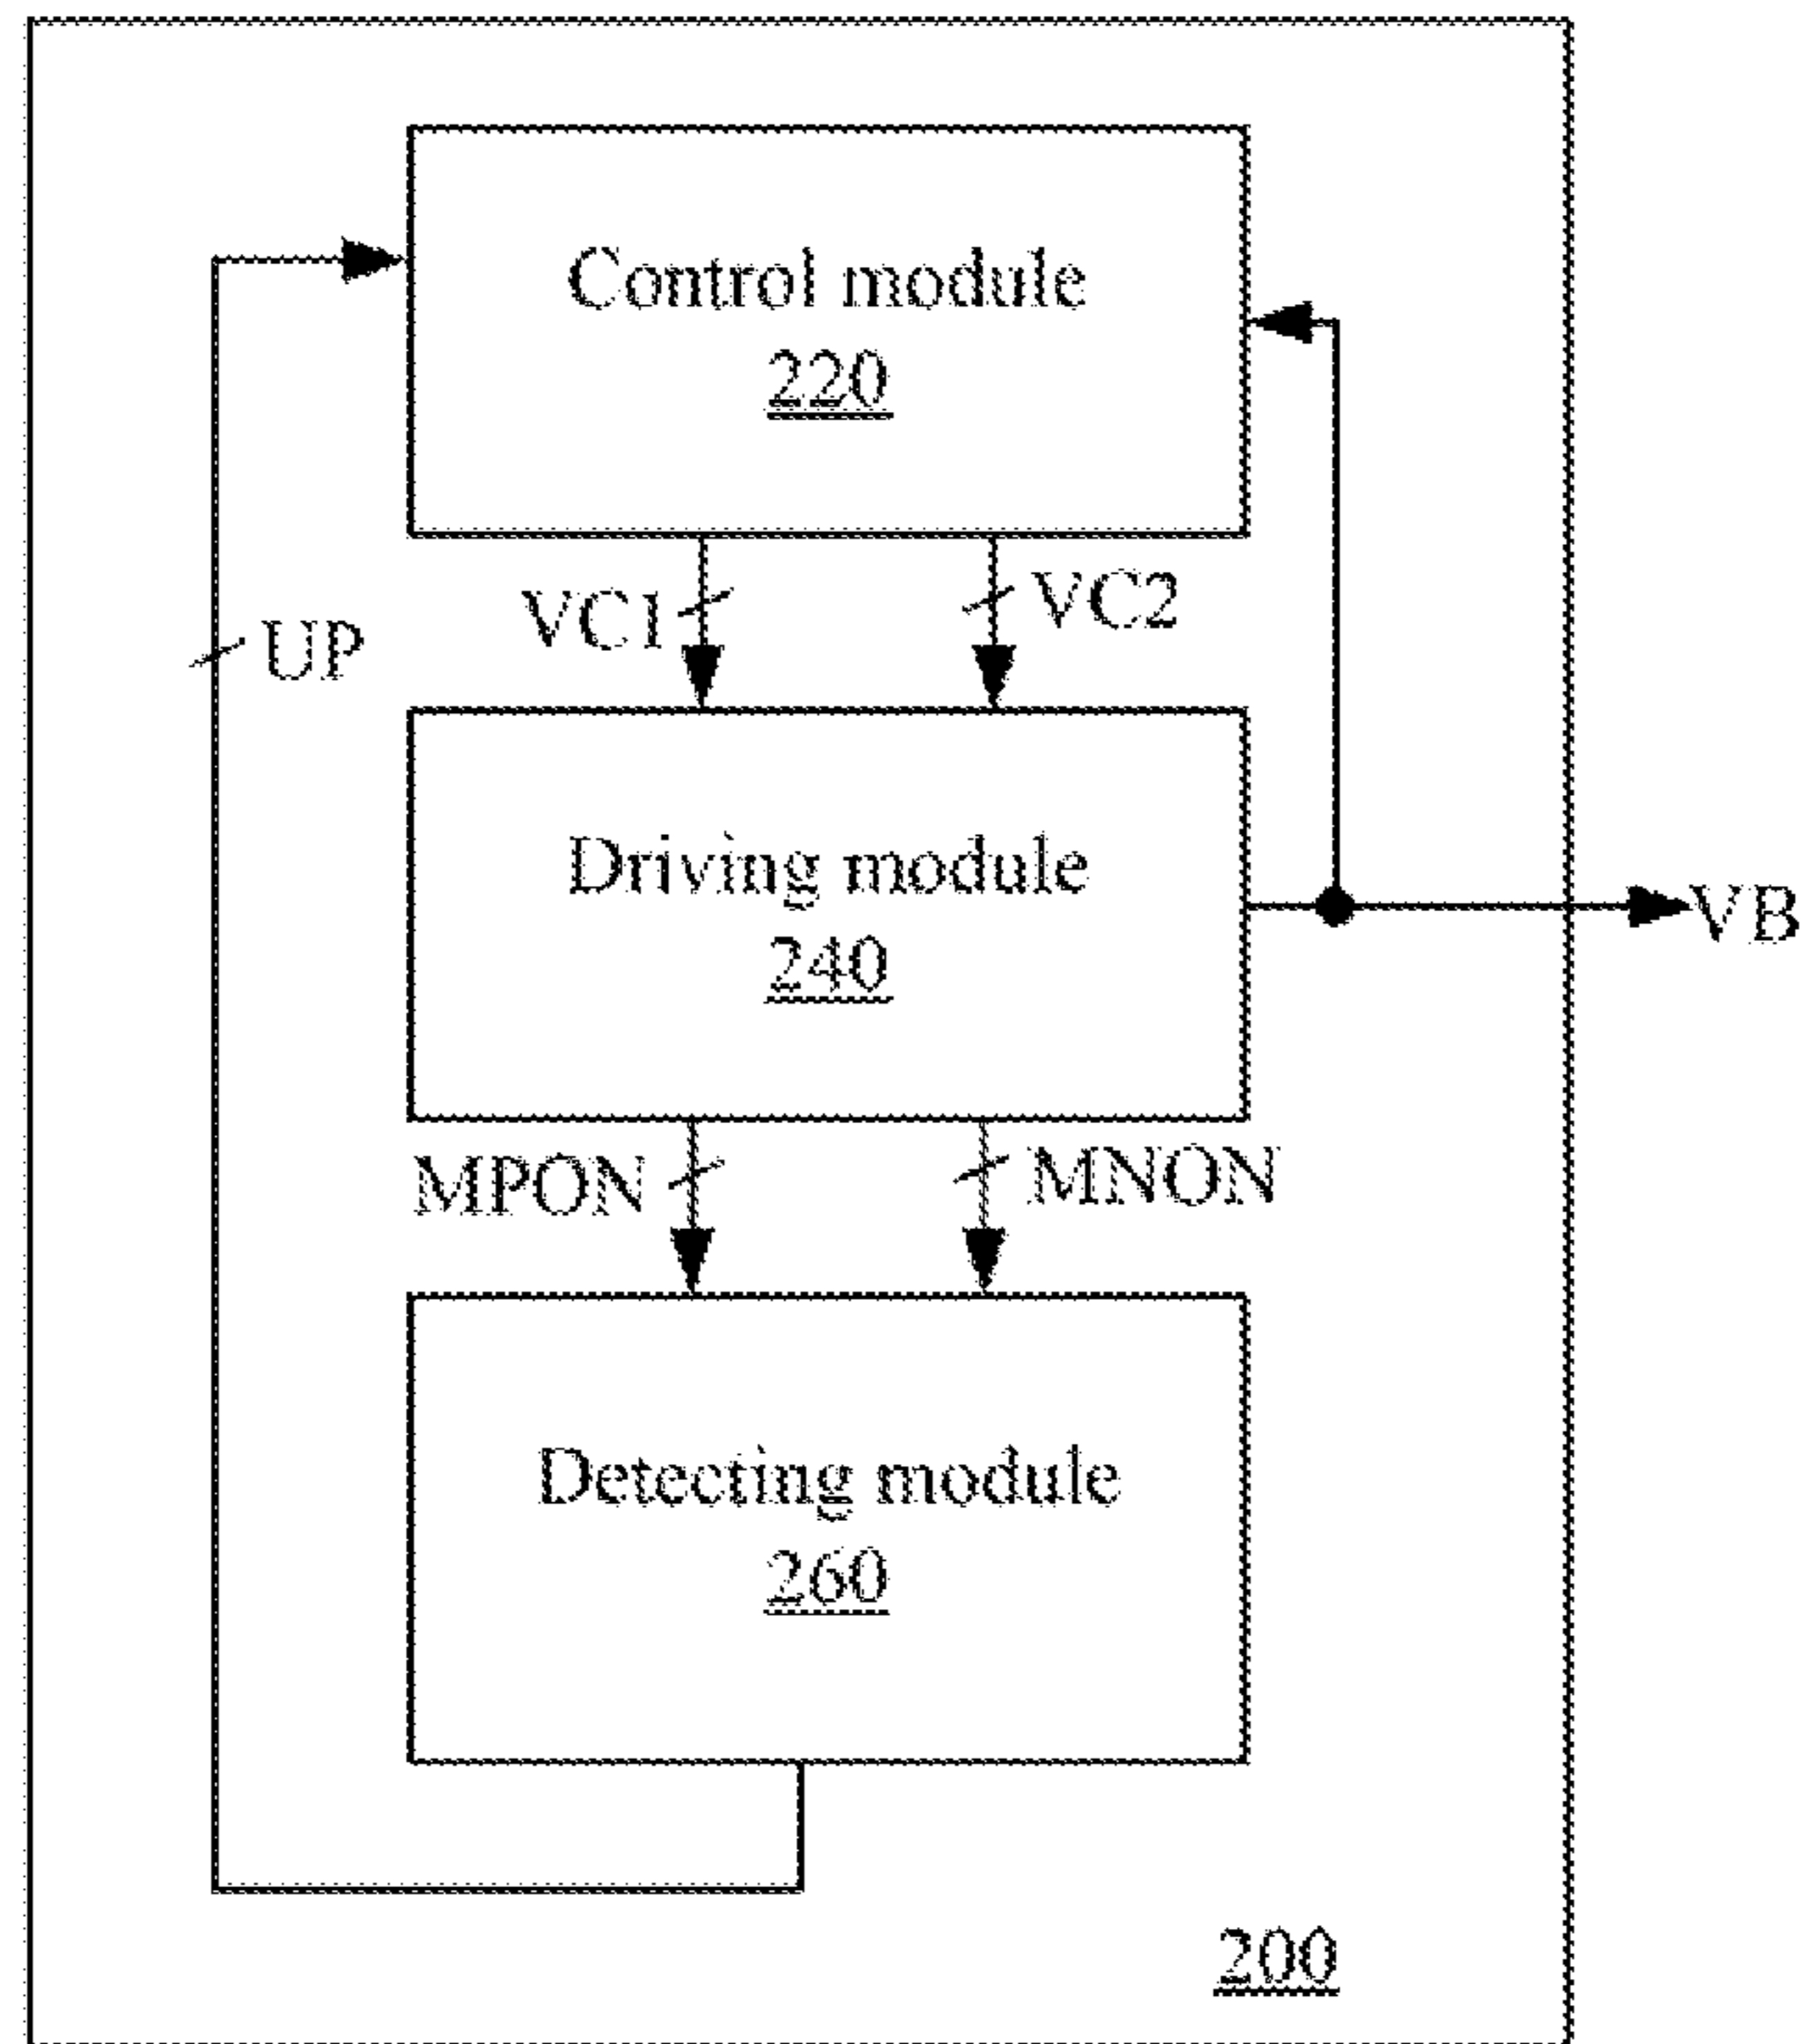 Control module
220
VC1
VC2
UP
Driving module
240
VB
MPON
MNON
Detecting module
260
200